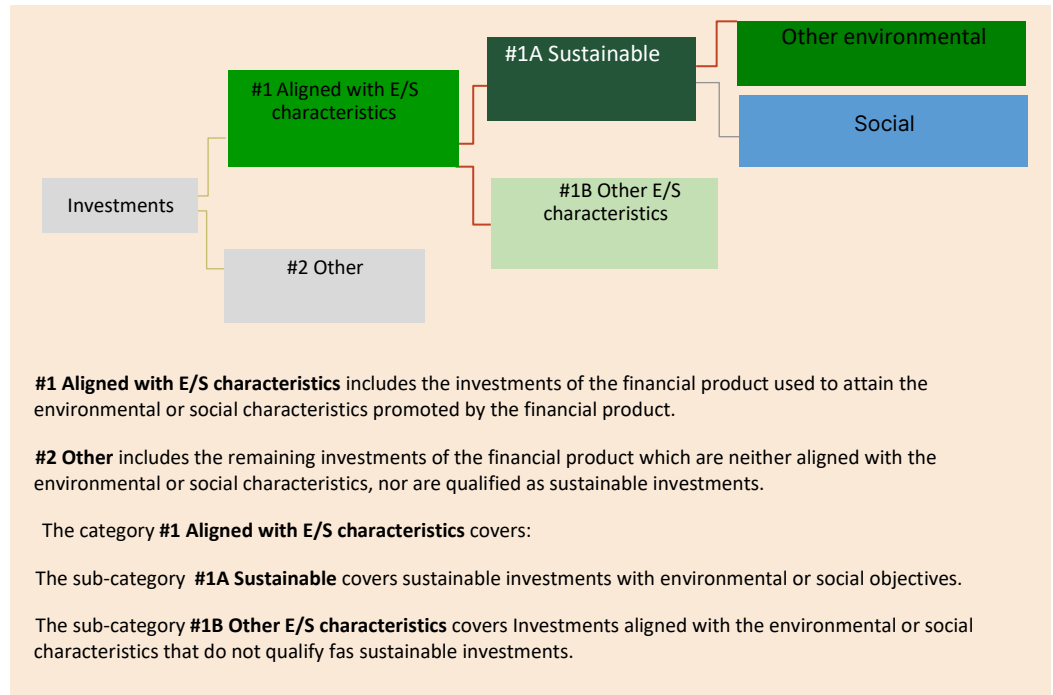 Other environmental
#1A Sustainable
#1 Aligned with E/S
characteristics
Social
#1B Other E/S
characteristics
Investments
#2 Other
#1 Aligned with E/S characteristics includes the investments of the financial product used to attain the
environmental or social characteristics promoted by the financial product.
#2 Other includes the remaining investments of the financial product which are neither aligned with the
environmental or social characteristics, nor are qualified as sustainable investments.
The category #1 Aligned with E/S characteristics covers:
The sub-category #1A Sustainable covers sustainable investments with environmental or social objectives.
The sub-category #1B Other E/S characteristics covers Investments aligned with the environmental or social
characteristics that do not qualify fas sustainable investments.